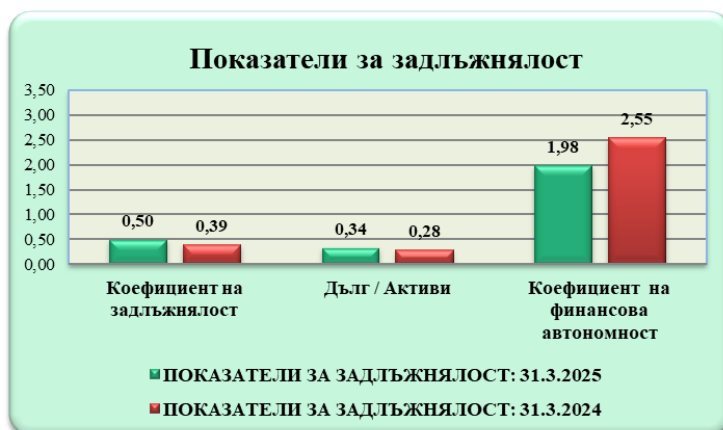 Показатели за задлъжнялост
3,50
3,00
2,50
2,00
1,50
1,00
0,50
0,00
0,50
0,39
0,34
0,28
1,98
2,55
Коефициент на
задлъжнялост
Дълг / Активи
Коефициент на
финансова
автономност
ПОКАЗАТЕЛИ ЗА ЗАДЛЪЖНЯЛОСТ: 31.3.2025
ПОКАЗАТЕЛИ ЗА ЗАДЛЪЖНЯЛОСТ: 31.3.2024